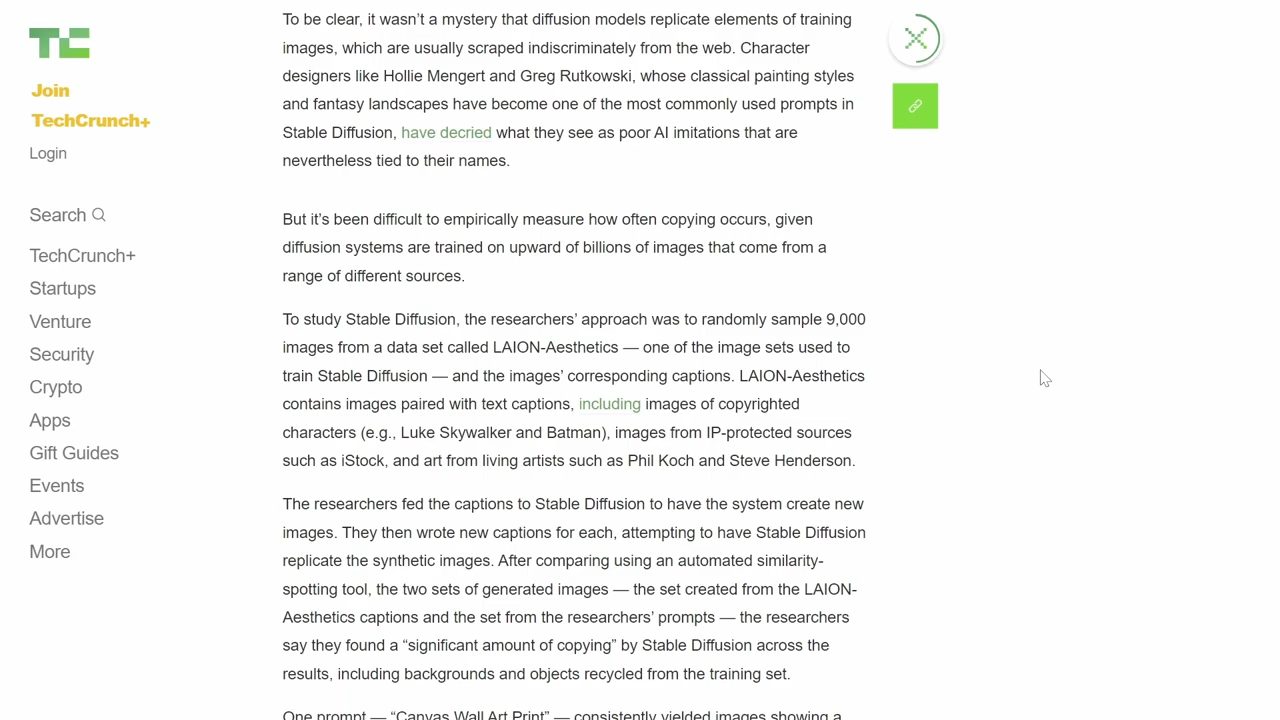 TC
Join
TechCrunch+
Login
Search
TechCrunch+
Startups
Venture
Security
Crypto
Apps
Gift Guides
Events
Advertise
More
To be clear, it wasn’t a mystery that diffusion models replicate elements of training
images, which are usually scraped indiscriminately from the web. Character
designers like Hollie Mengert and Greg Rutkowski, whose classical painting styles
and fantasy landscapes have become one of the most commonly used prompts in
Stable Diffusion, have decried what they see as poor AI imitations that are
nevertheless tied to their names.
But it’s been difficult to empirically measure how often copying occurs, given
diffusion systems are trained on upward of billions of images that come from a
range of different sources.
To study Stable Diffusion, the researchers’ approach was to randomly sample 9,000
images from a data set called LAION-Aesthetics — one of the image sets used to
train Stable Diffusion — and the images’ corresponding captions. LAION-Aesthetics
contains images paired with text captions, including images of copyrighted
characters (e.g., Luke Skywalker and Batman), images from IP-protected sources
such as iStock, and art from living artists such as Phil Koch and Steve Henderson.
The researchers fed the captions to Stable Diffusion to have the system create new
images. They then wrote new captions for each, attempting to have Stable Diffusion
replicate the synthetic images. After comparing using an automated similarity-
spotting tool, the two sets of generated images — the set created from the LAION-
Aesthetics captions and the set from the researchers’ prompts — the researchers
say they found a “significant amount of copying” by Stable Diffusion across the
results, including backgrounds and objects recycled from the training set.
One prompt — “Canvas Wall Art Print” — consistently yielded images showing a